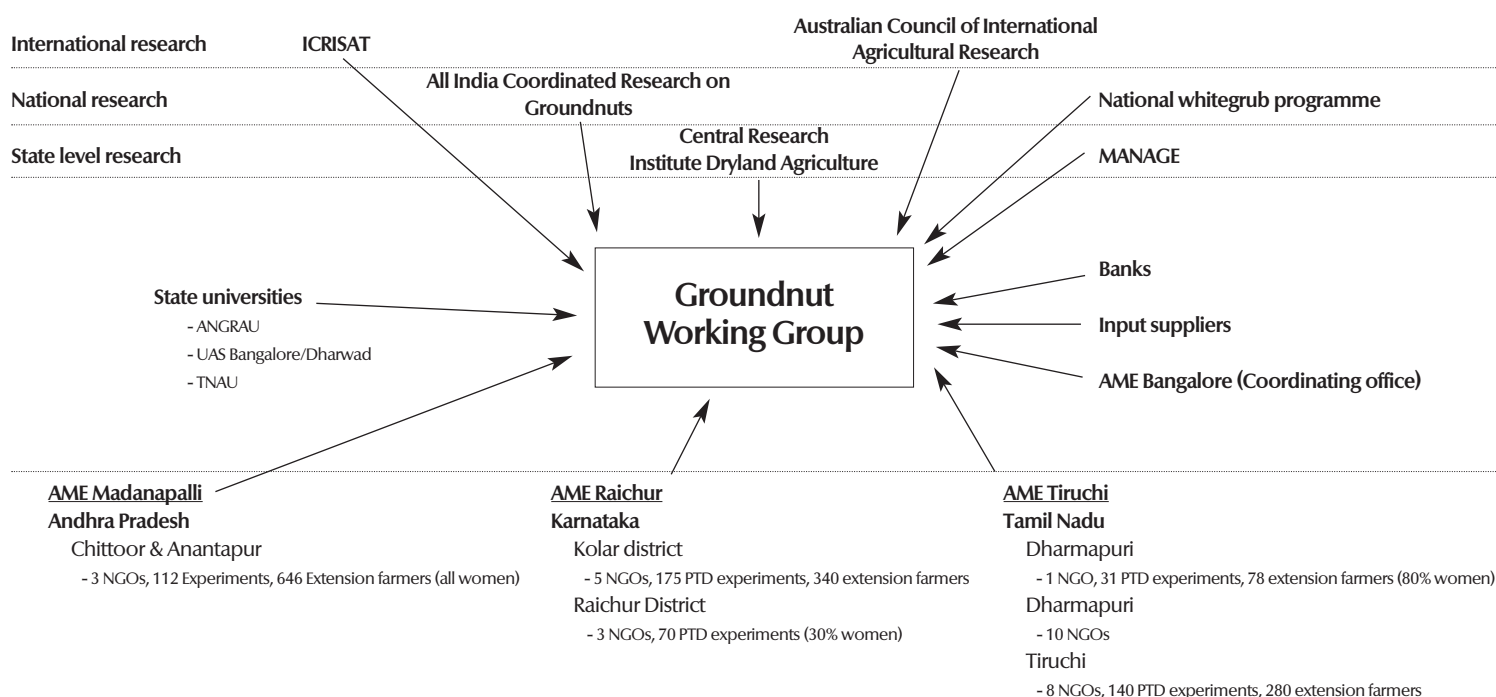 International research
ICRISAT
Australian Council of International
Agricultural Research
National research
All India Coordinated Research on
Groundnuts
National whitegrub programme
State level research
Central Research
Institute Dryland Agriculture
MANAGE
Groundnut
Working Group
State universities
- ANGRAU
- UAS Bangalore/Dharwad
- TNAU
Banks
Input suppliers
AME Bangalore (Coordinating office)
AME Madanapalli
Andhra Pradesh
Chittoor & Anantapur
- 3 NGOs, 112 Experiments, 646 Extension farmers (all women)
AME Raichur
Karnataka
Kolar district
- 5 NGOs, 175 PTD experiments, 340 extension farmers
Raichur District
- 3 NGOs, 70 PTD experiments (30% women)
AME Tiruchi
Tamil Nadu
Dharmapuri
- 1 NGO, 31 PTD experiments, 78 extension farmers (80% women)
Dharmapuri
- 10 NGOs
Tiruchi
- 8 NGOs, 140 PTD experiments, 280 extension farmers